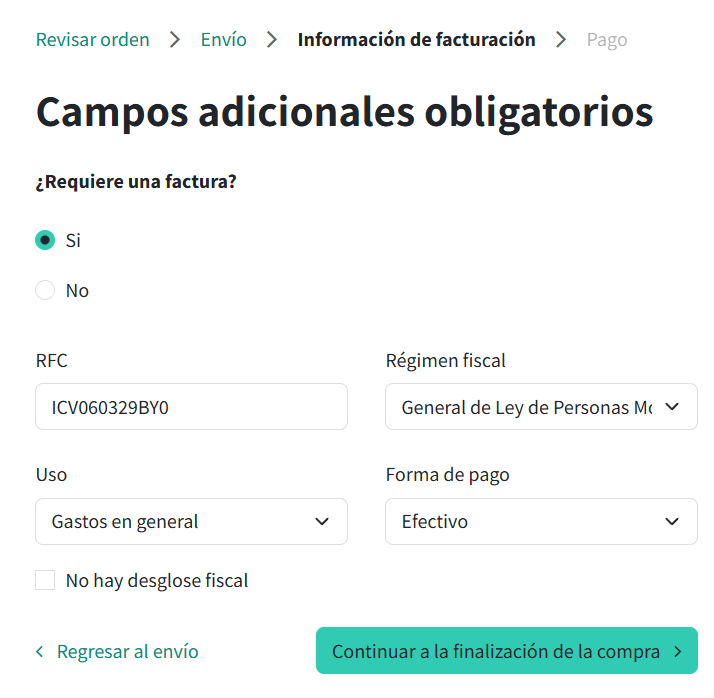 Revisar orden > Envío > Información de facturación > Pago
Campos adicionales obligatorios
¿Requiere una factura?
Si
No
RFC
Régimen fiscal
ICV060329BY0
General de Ley de Personas Mo
Uso
Forma de pago
Gastos en general
Efectivo
No hay desglose fiscal
< Regresar al envío
Continuar a la finalización de la compra >